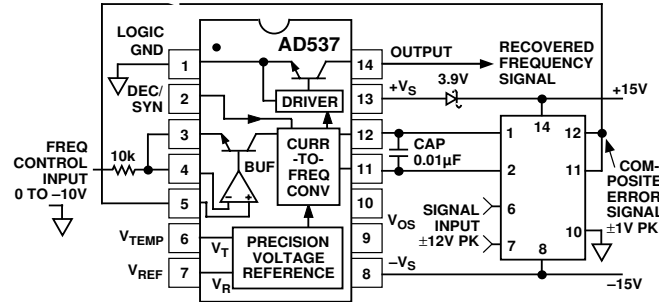 LOGIC
GND
AD537
1
14
OUTPUT
RECOVERED
FREQUENCY
SIGNAL
DEC/
SYN
2
DRIVER
13
+VS
3.9V
+15V
FREQ
CONTROL
INPUT
0 TO –10V
10k
3
4
5
BUF
– +
CURR
-TO-
FREQ
CONV
12
11
CAP
0.01µF
1
2
6
7
14
12
11
10
8
COM-
POSITE
ERROR
SIGNAL
±1V PK
10
9
VOS
SIGNAL
INPUT
±12V PK
VTEMP
6
VT
PRECISION
VOLTAGE
REFERENCE
VREF
7
VR
8
–VS
–15V